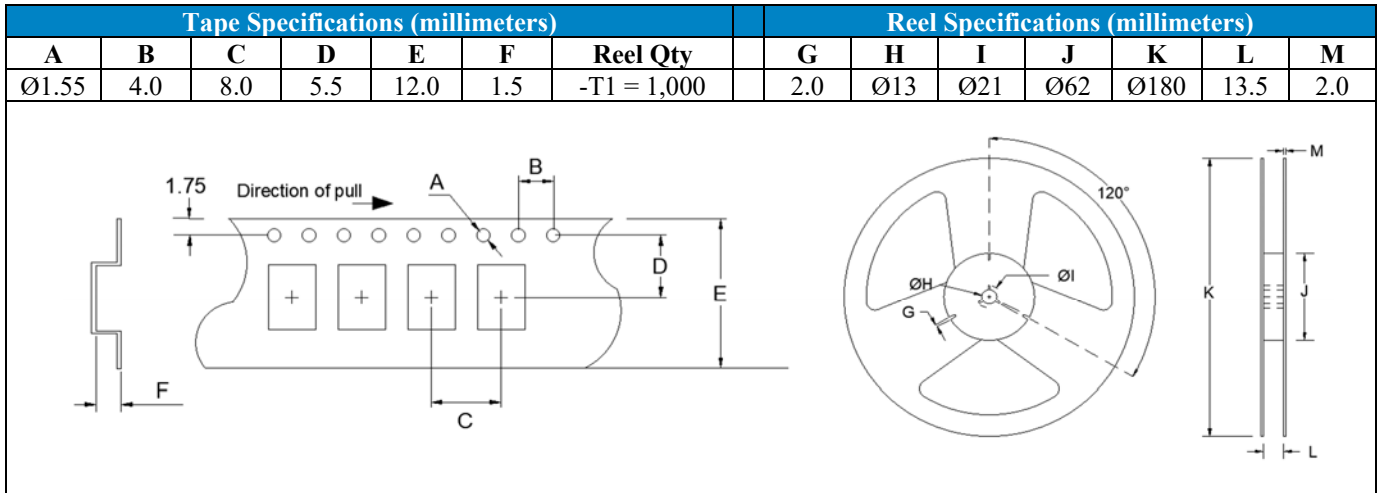 Tape Specifications (millimeters) Reel Specifications (millimeters)
A B C D E F Reel Qty G H I J K L M
Ø1.55 4.0 8.0 5.5 12.0 1.5 -T1 = 1,000 2.0 Ø13 Ø21 Ø62 Ø180 13.5 2.0
1.75
Direction of pull
A
B
D
E
C
F
120°
ØH
ØI
G
M
K
J
L